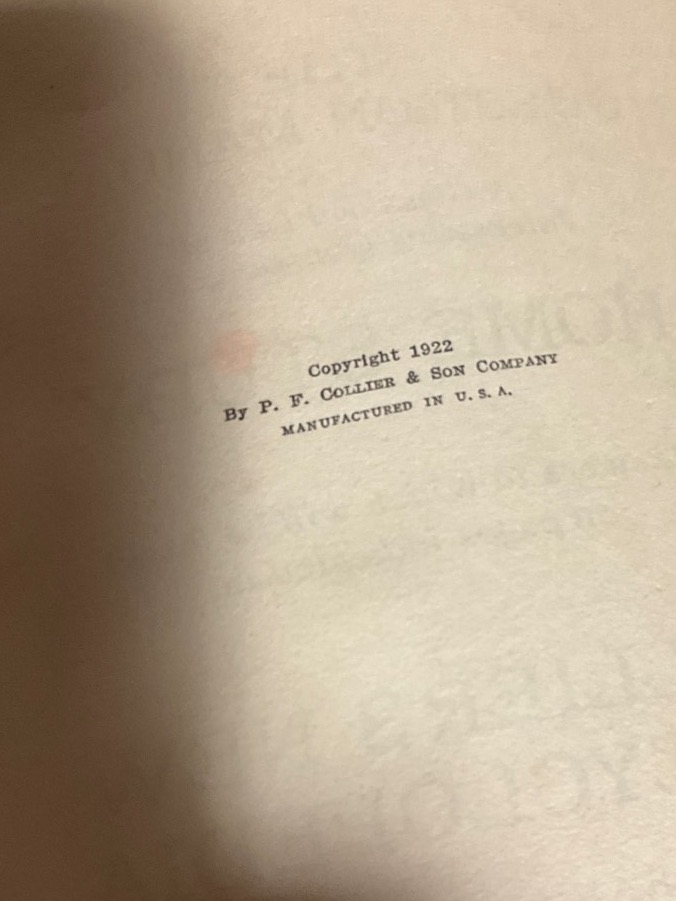 Copyright 1922
By P. F. COLLIER & SON COMPANY
MANUFACTURED IN U. S. A.